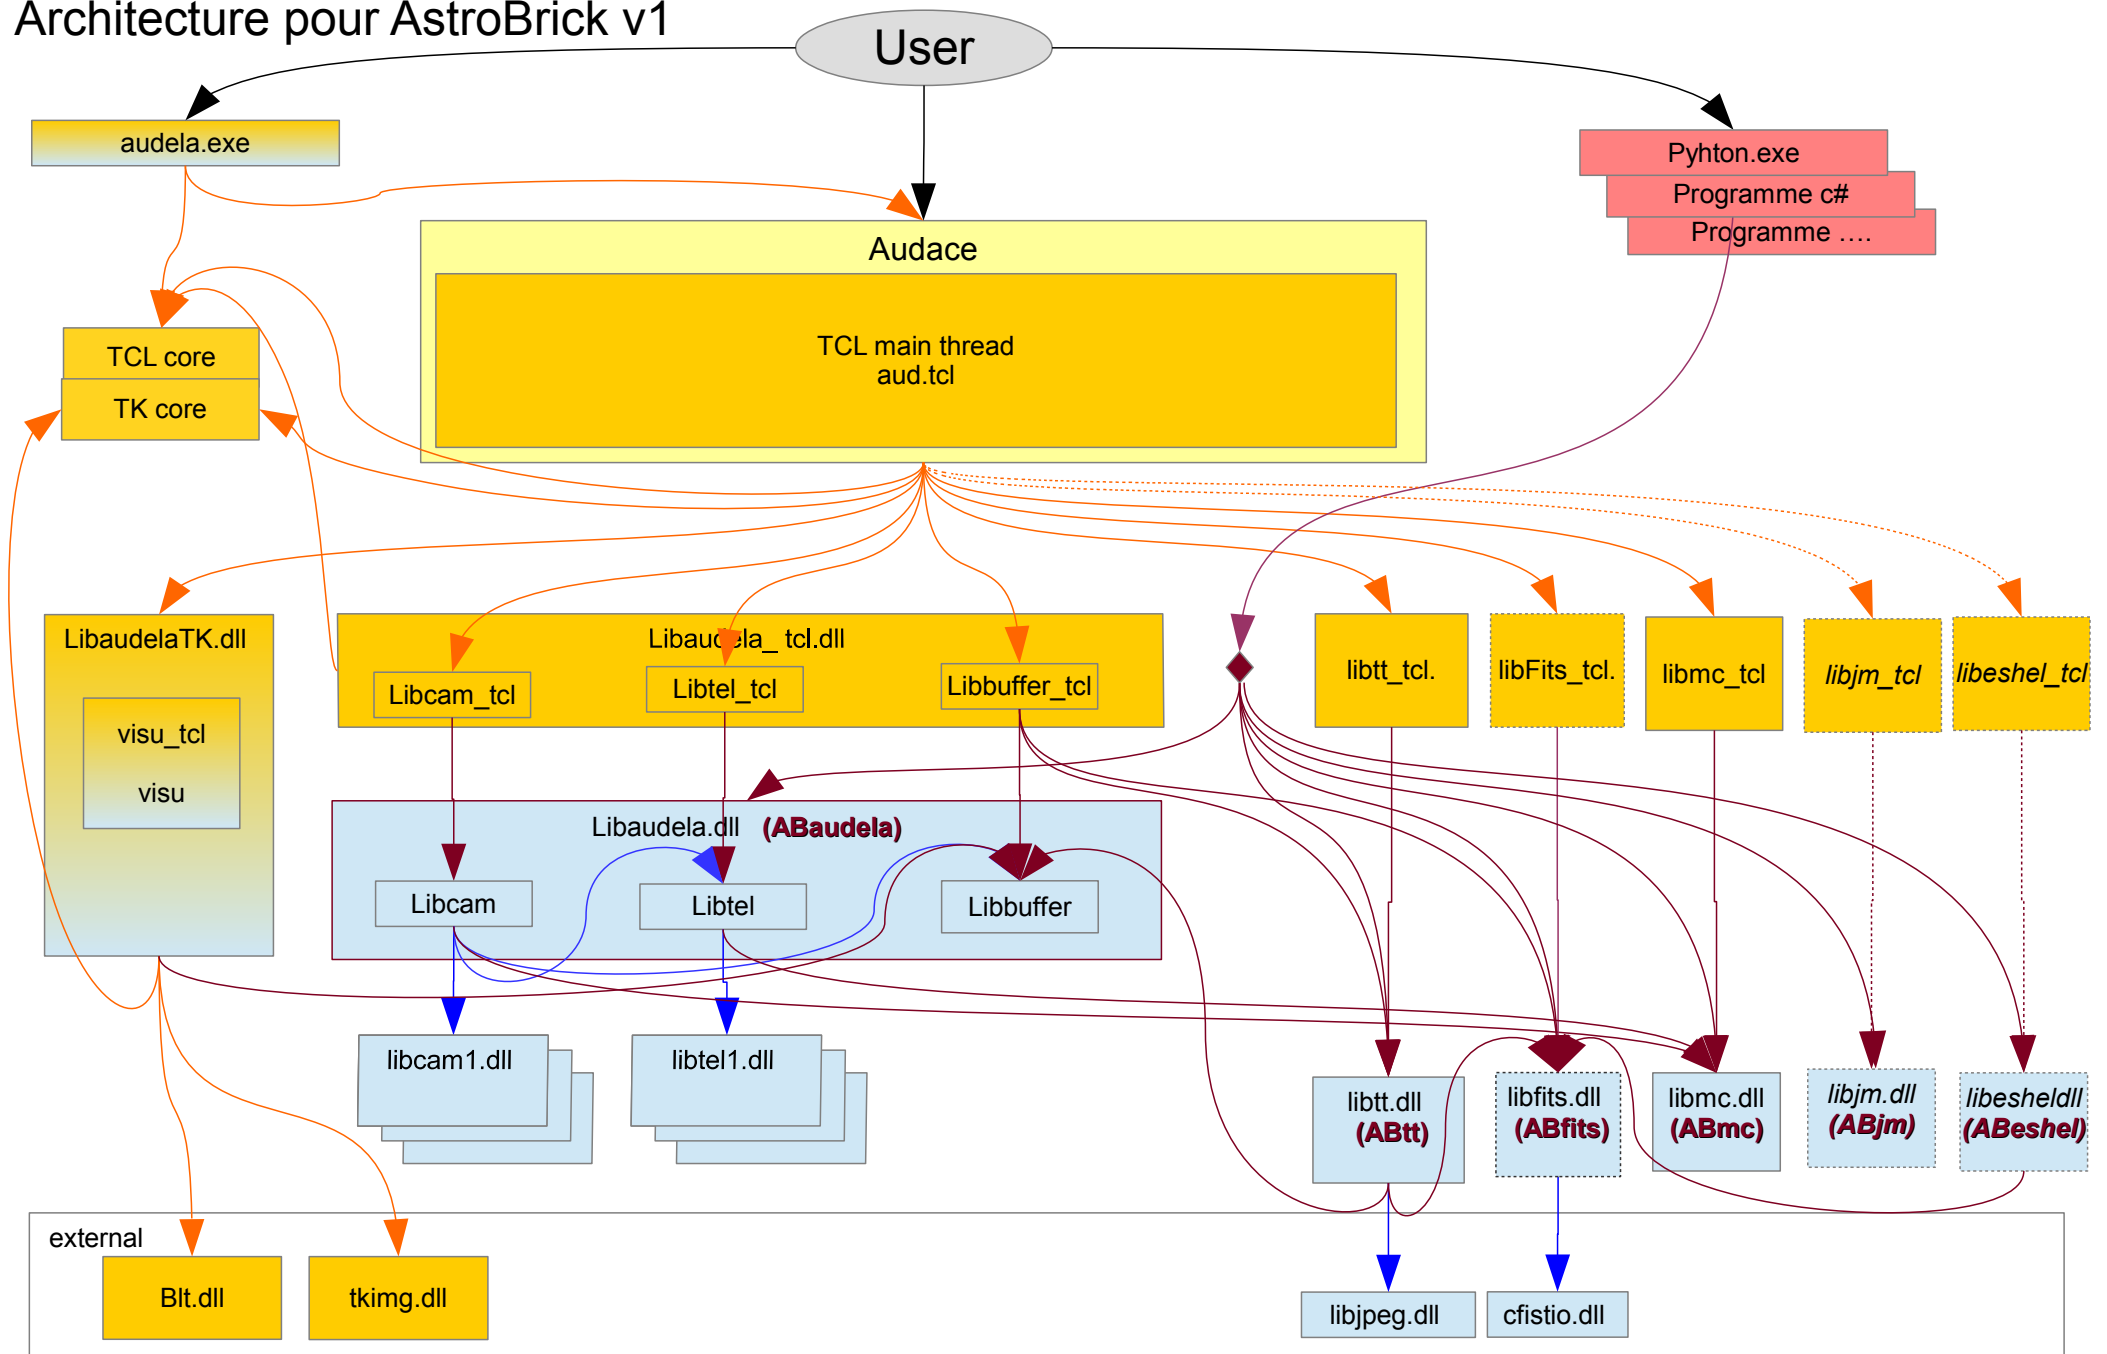 Architecture pour AstroBrick v1
User
audela.exe
Pyhton.exe
Programme c#
Programme ....
Audace
TCL main thread
aud.tcl
TCL core
TK core
LibaudelaTK.dll
visu_tcl
visu
Libaudela_ tcl.dll
Libcam_tcl
Libtel_tcl
Libbuffer_tcl
libtt_tcl.
libFits_tcl.
libmc_tcl
libjm_tcl
libeshel_tcl
Libaudela.dll (ABaudela)
Libcam
Libtel
Libbuffer
libcam1.dll
libtel1.dll
libtt.dll
(ABtt)
libfits.dll
(ABfits)
libmc.dll
(ABmc)
libjm.dll
(ABjm)
libesheldll
(ABeshel)
external
Blt.dll
tkimg.dll
libjpeg.dll
cfistio.dll